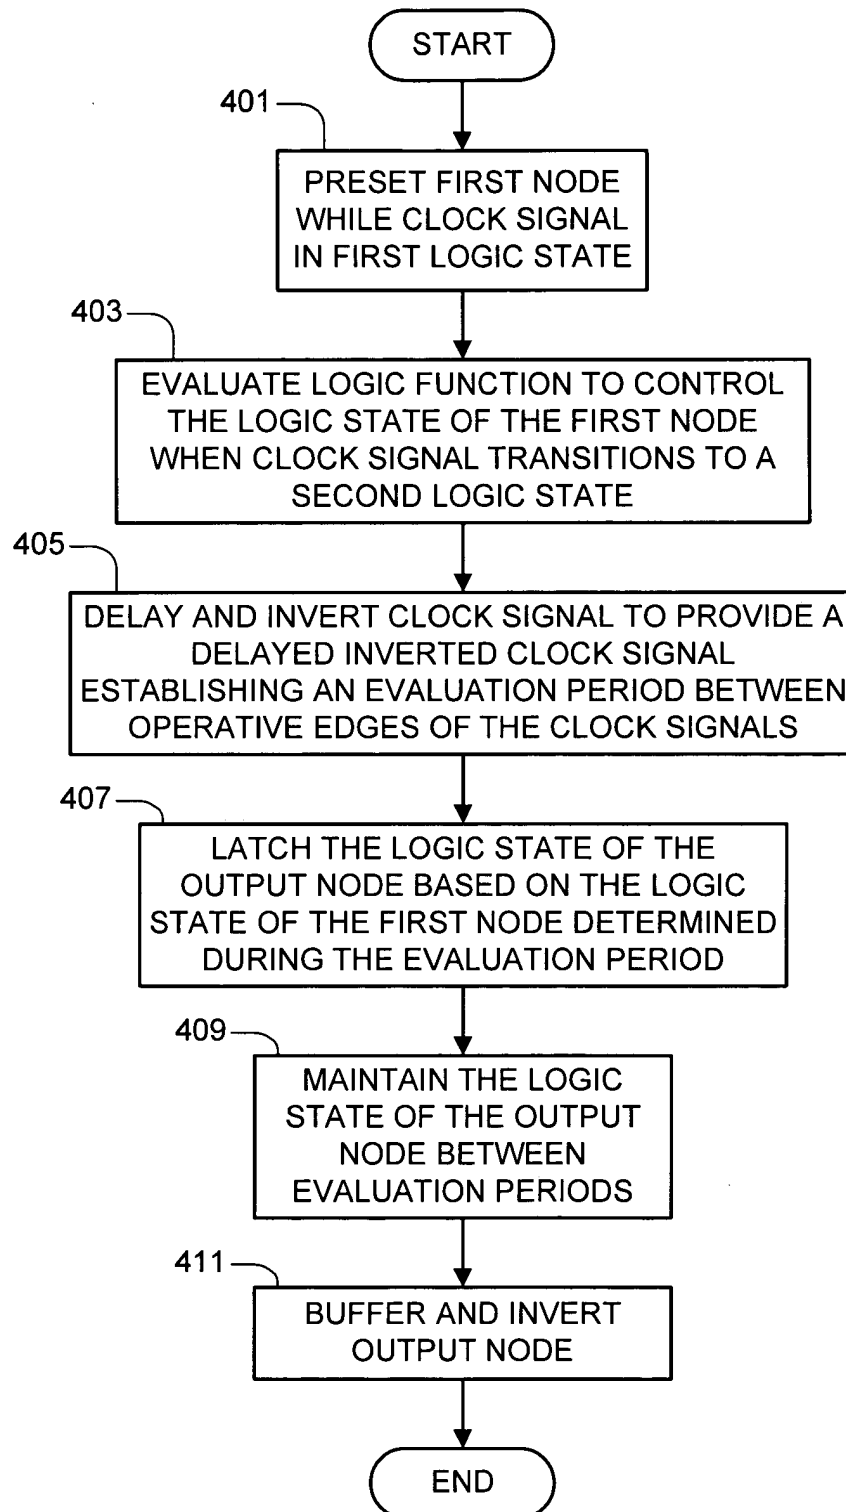 START
401
PRESET FIRST NODE
WHILE CLOCK SIGNAL
IN FIRST LOGIC STATE
403
EVALUATE LOGIC FUNCTION TO CONTROL
THE LOGIC STATE OF THE FIRST NODE
WHEN CLOCK SIGNAL TRANSITIONS TO A
SECOND LOGIC STATE
405
DELAY AND INVERT CLOCK SIGNAL TO PROVIDE A
DELAYED INVERTED CLOCK SIGNAL
ESTABLISHING AN EVALUATION PERIOD BETWEEN
OPERATIVE EDGES OF THE CLOCK SIGNALS
407
LATCH THE LOGIC STATE OF THE
OUTPUT NODE BASED ON THE LOGIC
STATE OF THE FIRST NODE DETERMINED
DURING THE EVALUATION PERIOD
409
MAINTAIN THE LOGIC
STATE OF THE OUTPUT
NODE BETWEEN
EVALUATION PERIODS
411
BUFFER AND INVERT
OUTPUT NODE
END